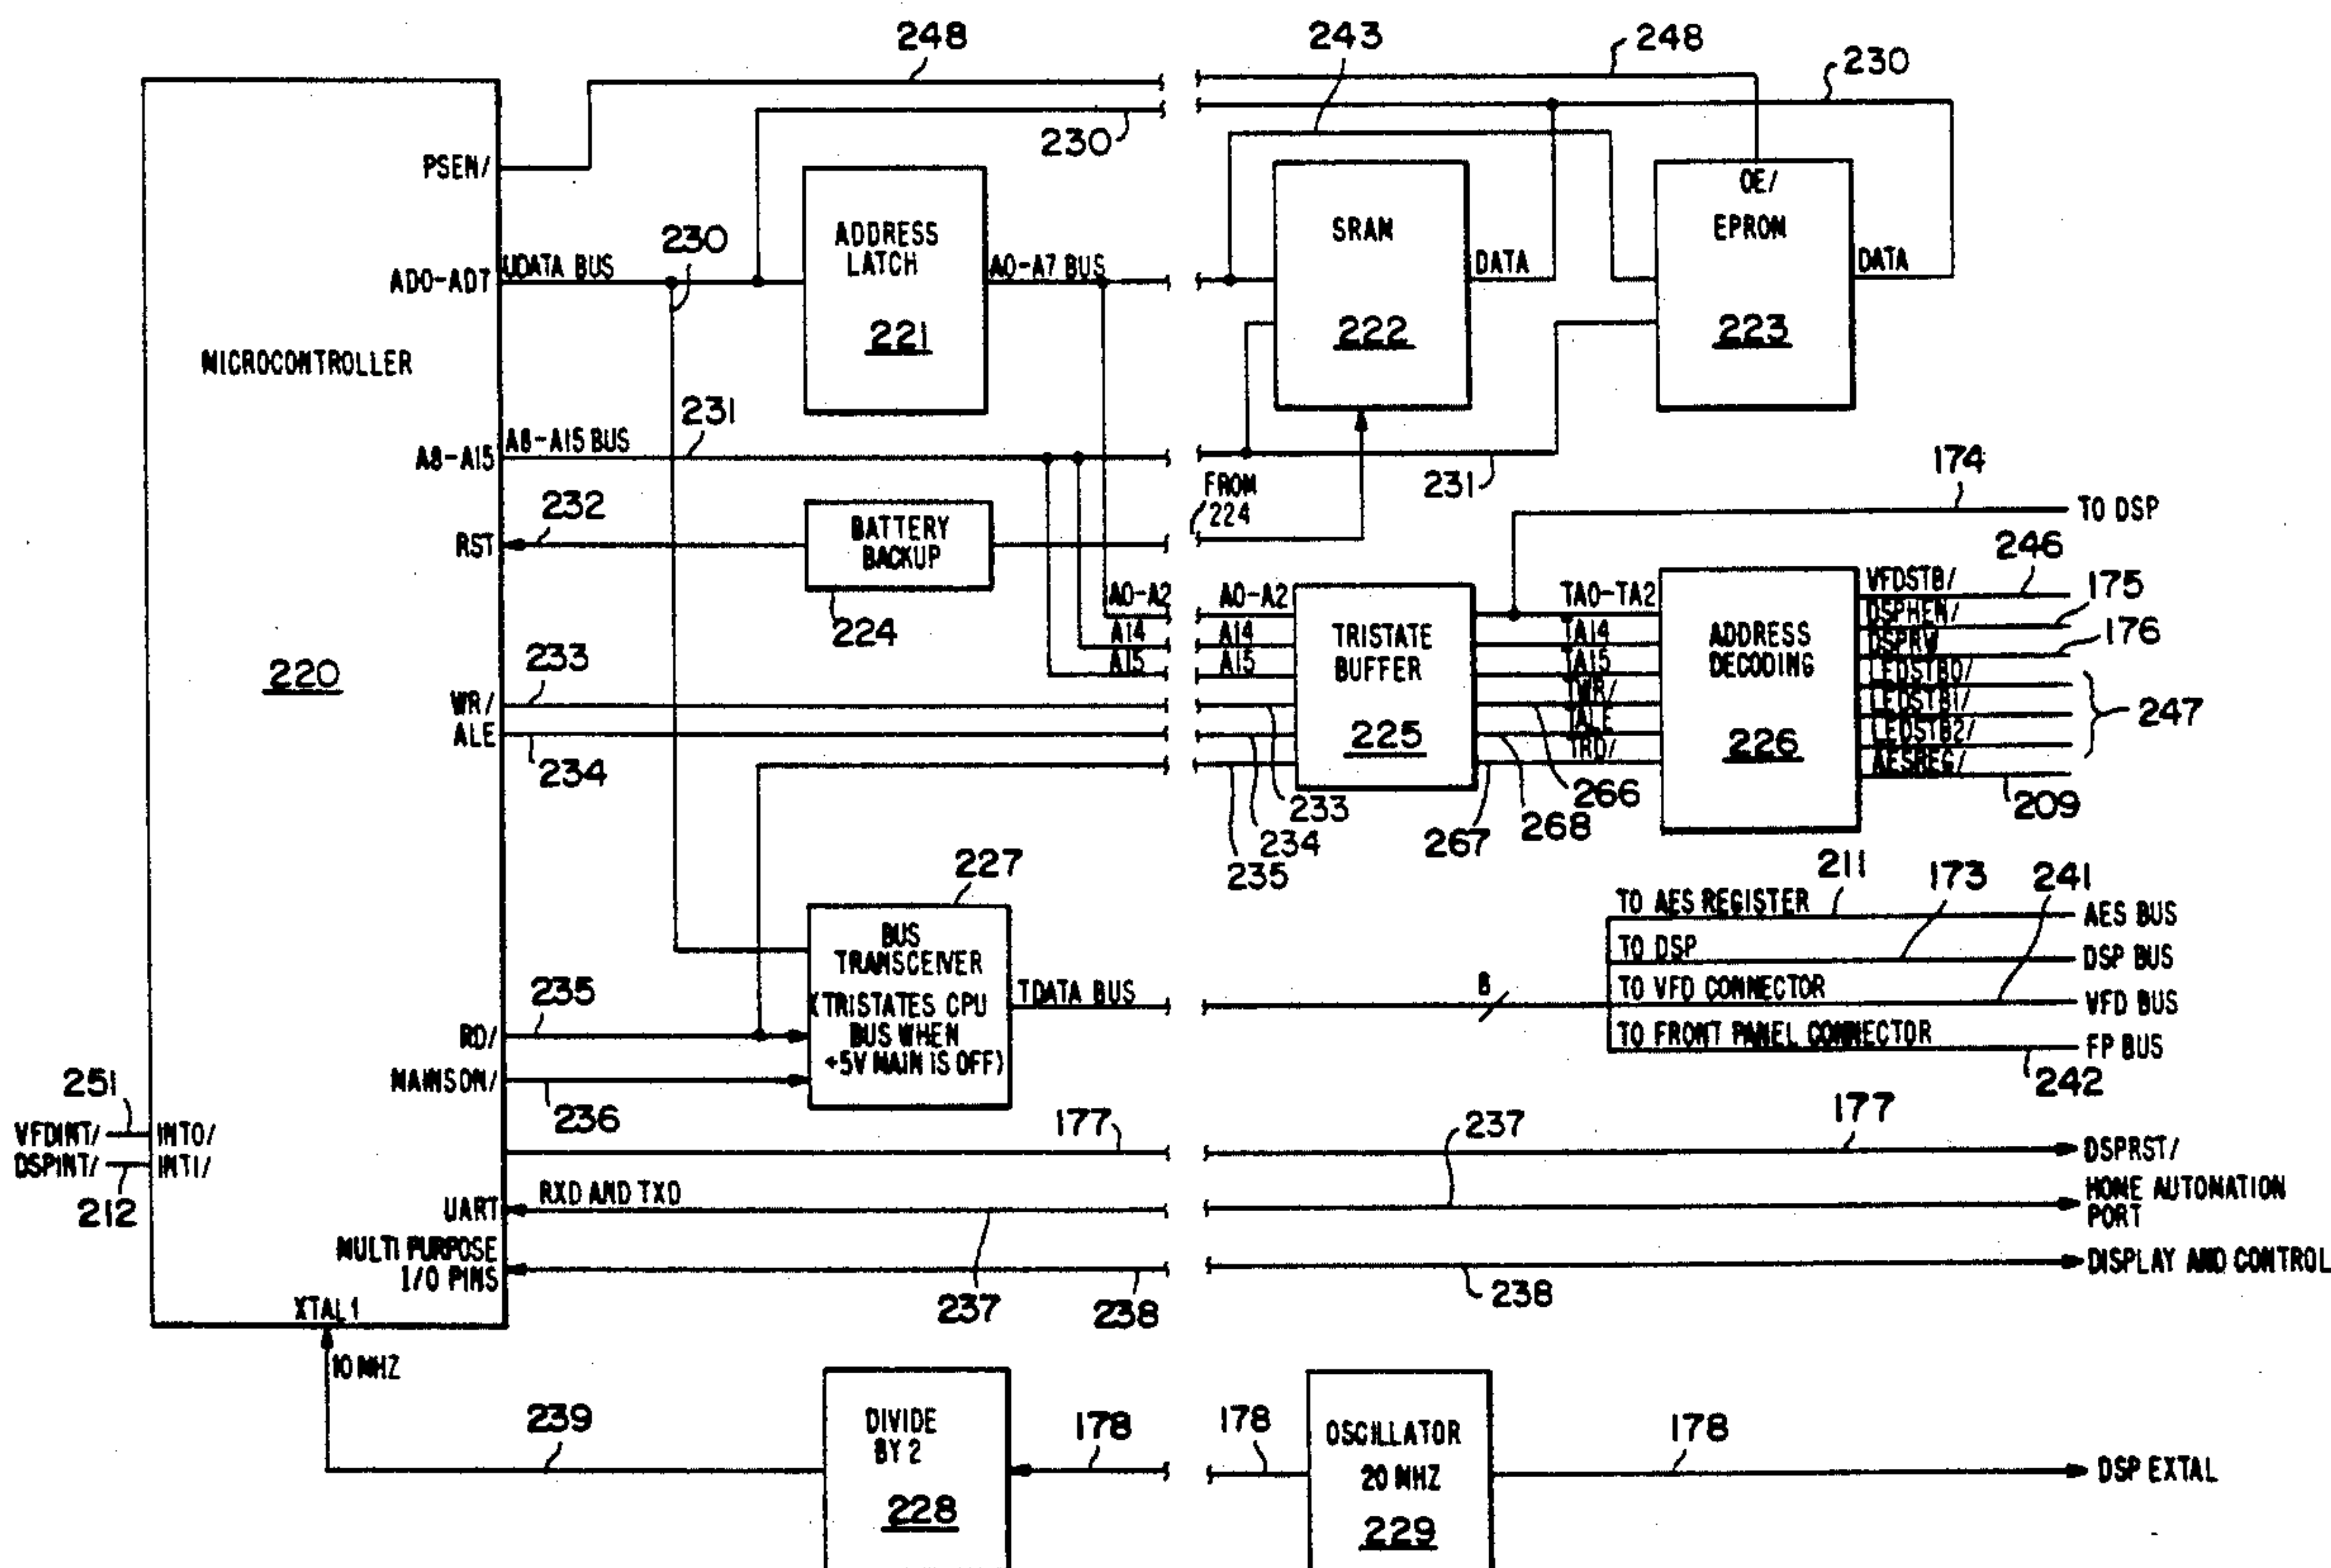 248
243
248
230
230
PSEN/
OE/
ADDRESS
LATCH
221
SRAM
222
EPROM
223
230
AD0-AD7
UDATA BUS
A0-A7 BUS
DATA
DATA
MICROCONTROLLER
220
A8-A15
A8-A15 BUS
231
231
FROM
224
174
TO DSP
RST
232
BATTERY
BACKUP
224
246
VFDSTB/
175
DSPHEN/
176
DSPRW
LEDSTB0/
LEDSTB1/
LEDSTB2/
247
AESREG/
209
A0-A2
A14
A15
A0-A2
A14
A15
TRISTATE
BUFFER
225
TA0-TA2
TA14
TA15
TWR/
TALE
TRD/
ADDRESS
DECODING
226
WR/
233
ALE
234
233
234
235
267
268
266
227
BUS
TRANSCEIVER
(TRISTATES CPU
BUS WHEN
+5V MAIN IS OFF)
TDATA BUS
8
TO AES REGISTER
211
AES BUS
TO DSP
173
DSP BUS
TO VFD CONNECTOR
241
VFD BUS
TO FRONT PANEL CONNECTOR
242
FP BUS
RD/
235
MAINSON/
236
251
VFDINT/
INT0/
DSPINT/
INT1/
212
177
177
DSPRST/
UART
RXD AND TXD
237
237
HOME AUTOMATION
PORT
MULTI PURPOSE
I/O PINS
238
238
DISPLAY AND CONTROL
XTAL1
10 MHZ
239
DIVIDE
BY 2
228
178
178
OSCILLATOR
20 MHZ
229
178
DSP EXTAL